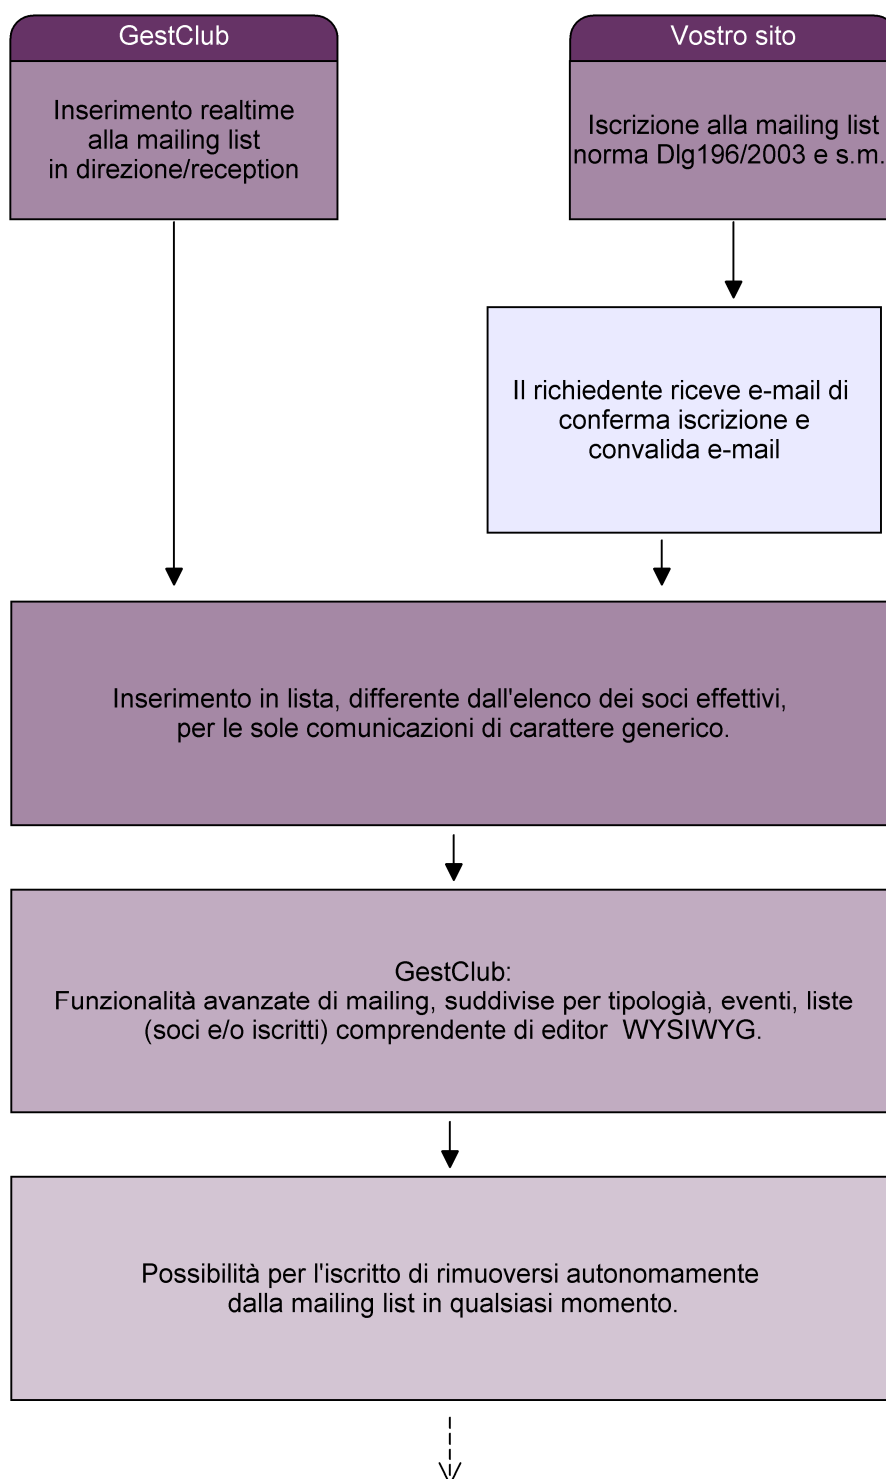 GestClub
Inserimento realtime
alla mailing list
in direzione/reception
Vostro sito
Iscrizione alla mailing list
norma Dlg196/2003 e s.m.
Il richiedente riceve e-mail di
conferma iscrizione e
convalida e-mail
Inserimento in lista, differente dall'elenco dei soci effettivi,
per le sole comunicazioni di carattere generico.
GestClub:
Funzionalità avanzate di mailing, suddivise per tipologià, eventi, liste
(soci e/o iscritti) comprendente di editor  WYSIWYG.
Possibilità per l'iscritto di rimuoversi autonomamente
dalla mailing list in qualsiasi momento.